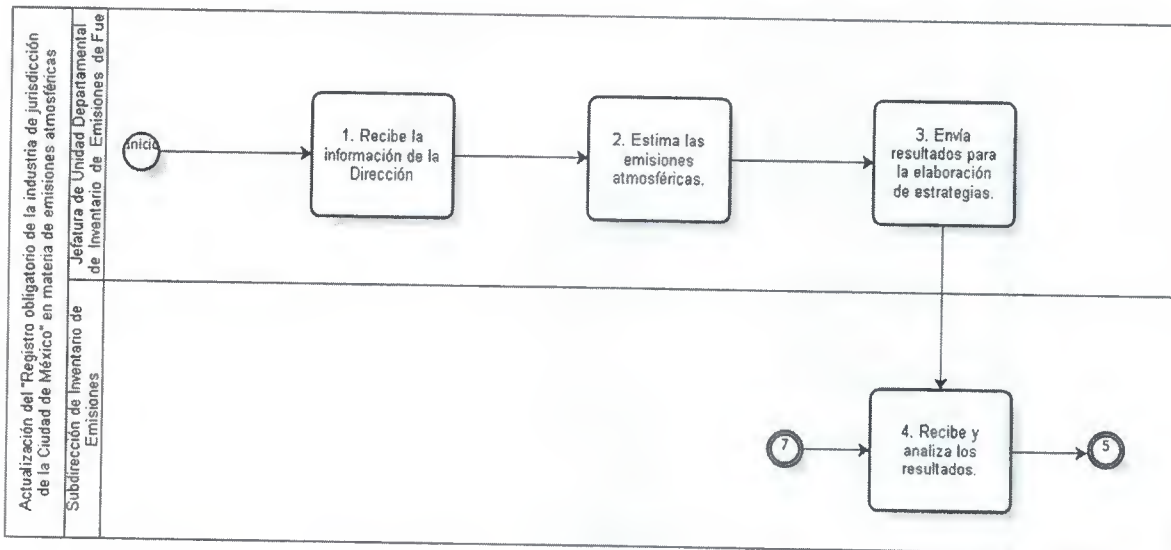 Actualización del "Registro obligatorio de la industria de jurisdicción
de la Ciudad de México" en materia de emisiones atmosféricas
Jefatura de Unidad Departamental
de Inventario de Emisiones de Fue
Inicio
1. Recibe la
información de la
Dirección
2. Estima las
emisiones
atmosféricas.
3. Envía
resultados para
la elaboración
de estrategias.
Subdirección de Inventario de
Emisiones
7
4. Recibe y
analiza los
resultados.
5